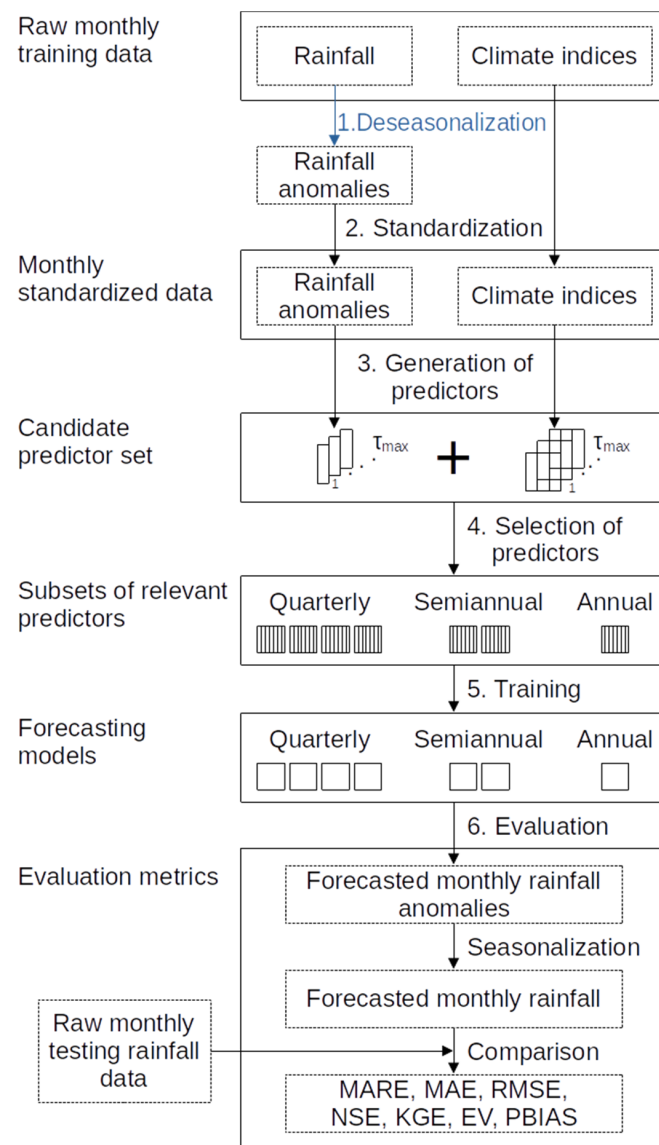 Raw monthly
training data
Rainfall
Climate indices
1.Deseasonalization
Rainfall
anomalies
2. Standardization
Monthly
standardized data
Rainfall
anomalies
Climate indices
3. Generation of
predictors
Candidate
predictor set
1
τmax
+
1
τmax
4. Selection of
predictors
Subsets of relevant
predictors
Quarterly
Semiannual
Annual
5. Training
Forecasting
models
Quarterly
Semiannual
Annual
6. Evaluation
Evaluation metrics
Forecasted monthly rainfall
anomalies
Seasonalization
Forecasted monthly rainfall
Raw monthly
testing rainfall
data
Comparison
MARE, MAE, RMSE,
NSE, KGE, EV, PBIAS